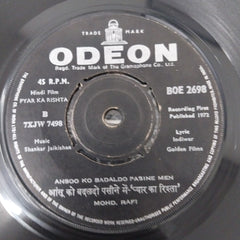 TRADE MARK
ODEON
Regd. Trade Mark of The Gramophone Co. Ltd.
45 R.P.M.
BOE 2698
Hindi Film
PYAR KA RISHTA
B
7XJW 7498
Recording First
Published 1972
Music
Shankar Jaikishan
Lyric
Indiwar
Golden Films
ANSOO KO BADALDO PASINE MEN
आंसू को बदलदो पसीने में-'प्यार का रिश्ता'
MOHD. RAFI